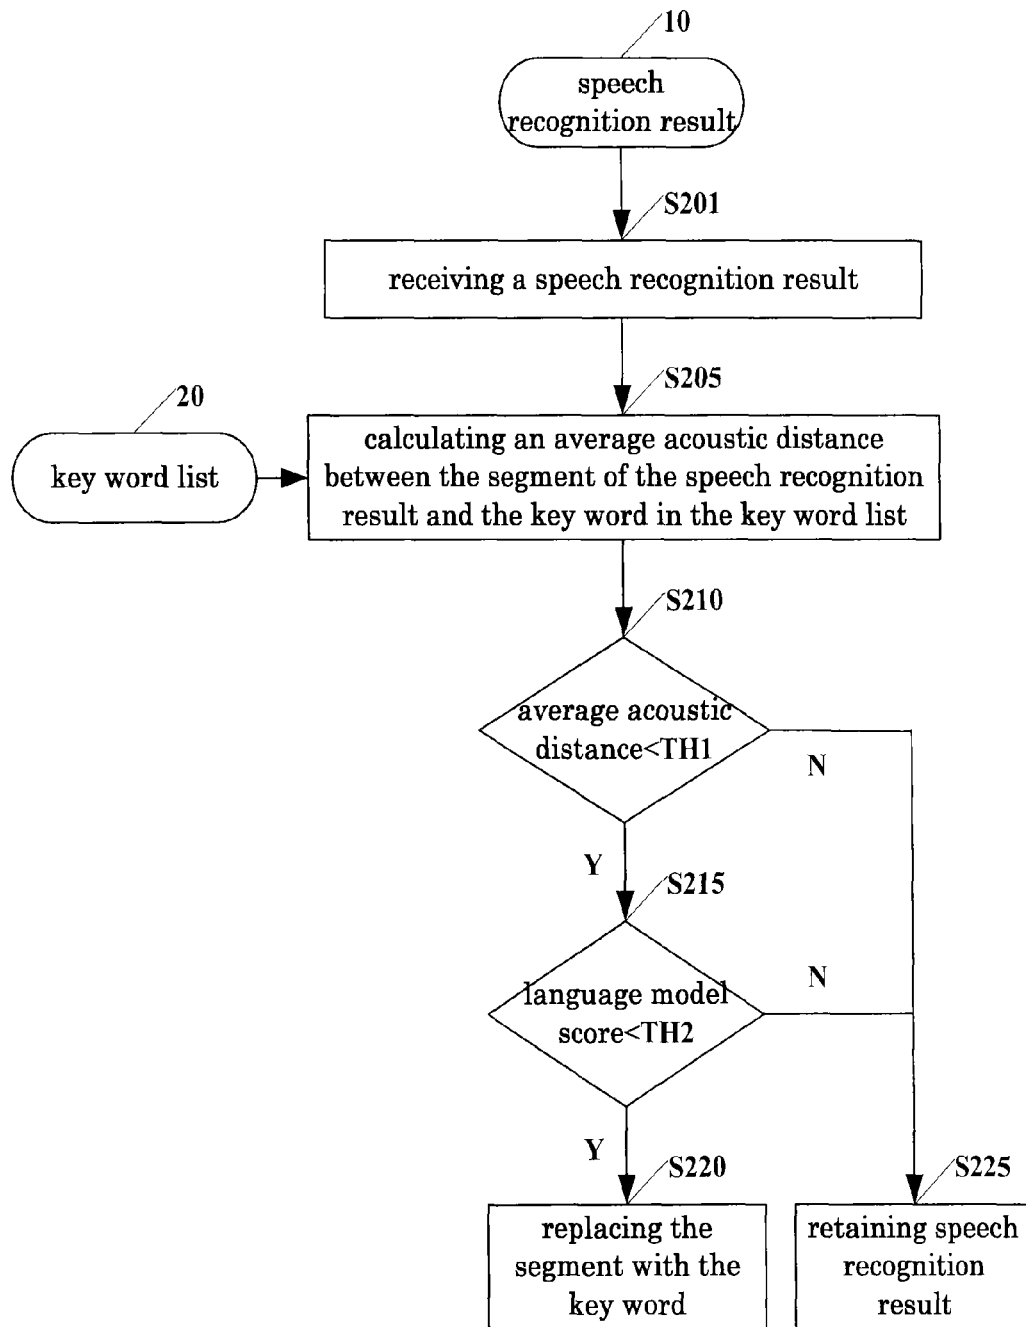 10
speech
recognition result
S201
receiving a speech recognition result
S205
20
key word list
calculating an average acoustic distance
between the segment of the speech recognition
result and the key word in the key word list
S210
average acoustic
distance<TH1
N
Y
S215
language model
score<TH2
N
Y
S220
S225
replacing the
segment with the
key word
retaining speech
recognition
result